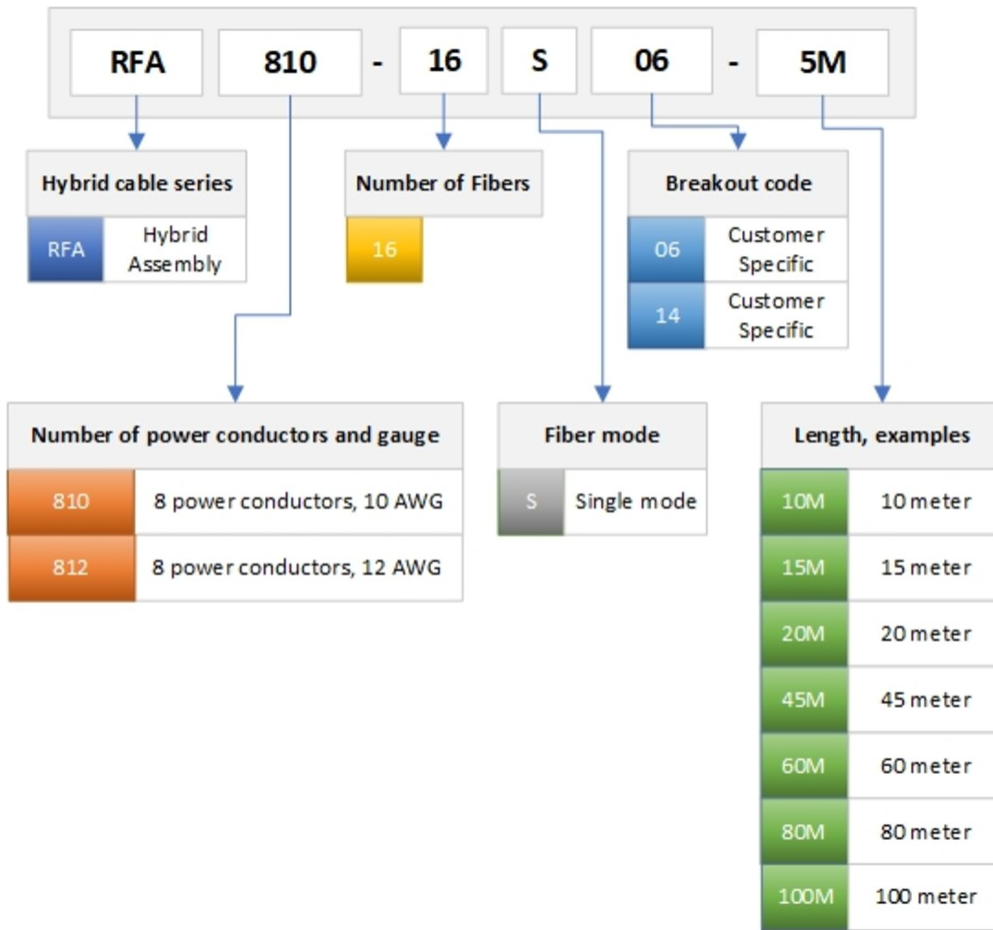 RFA 810 - 16 S 06 - 5M
Hybrid cable series
RFA Hybrid
Assembly
Number of Fibers
16
Breakout code
06 Customer
Specific
14 Customer
Specific
Number of power conductors and gauge
810 8 power conductors, 10 AWG
812 8 power conductors, 12 AWG
Fiber mode
S Single mode
Length, examples
10M 10 meter
15M 15 meter
20M 20 meter
45M 45 meter
60M 60 meter
80M 80 meter
100M 100 meter